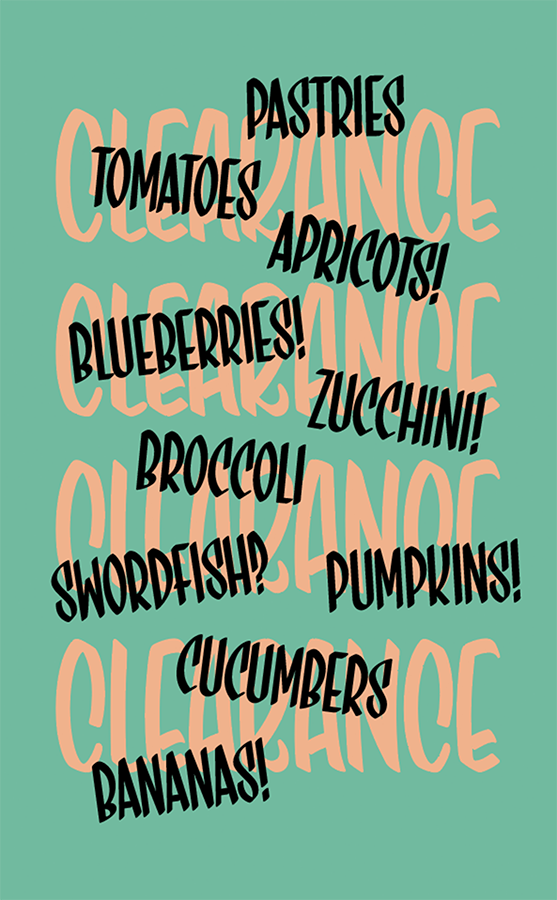 PASTRIES
CLEARANCE
TOMATOES
APRICOTS!
CLEARANCE
BLUEBERRIES!
ZUCCHINI!
BROCCOLI
CLEARANCE
SWORDFISH?
PUMPKINS!
CUCUMBERS
CLEARANCE
BANANAS!